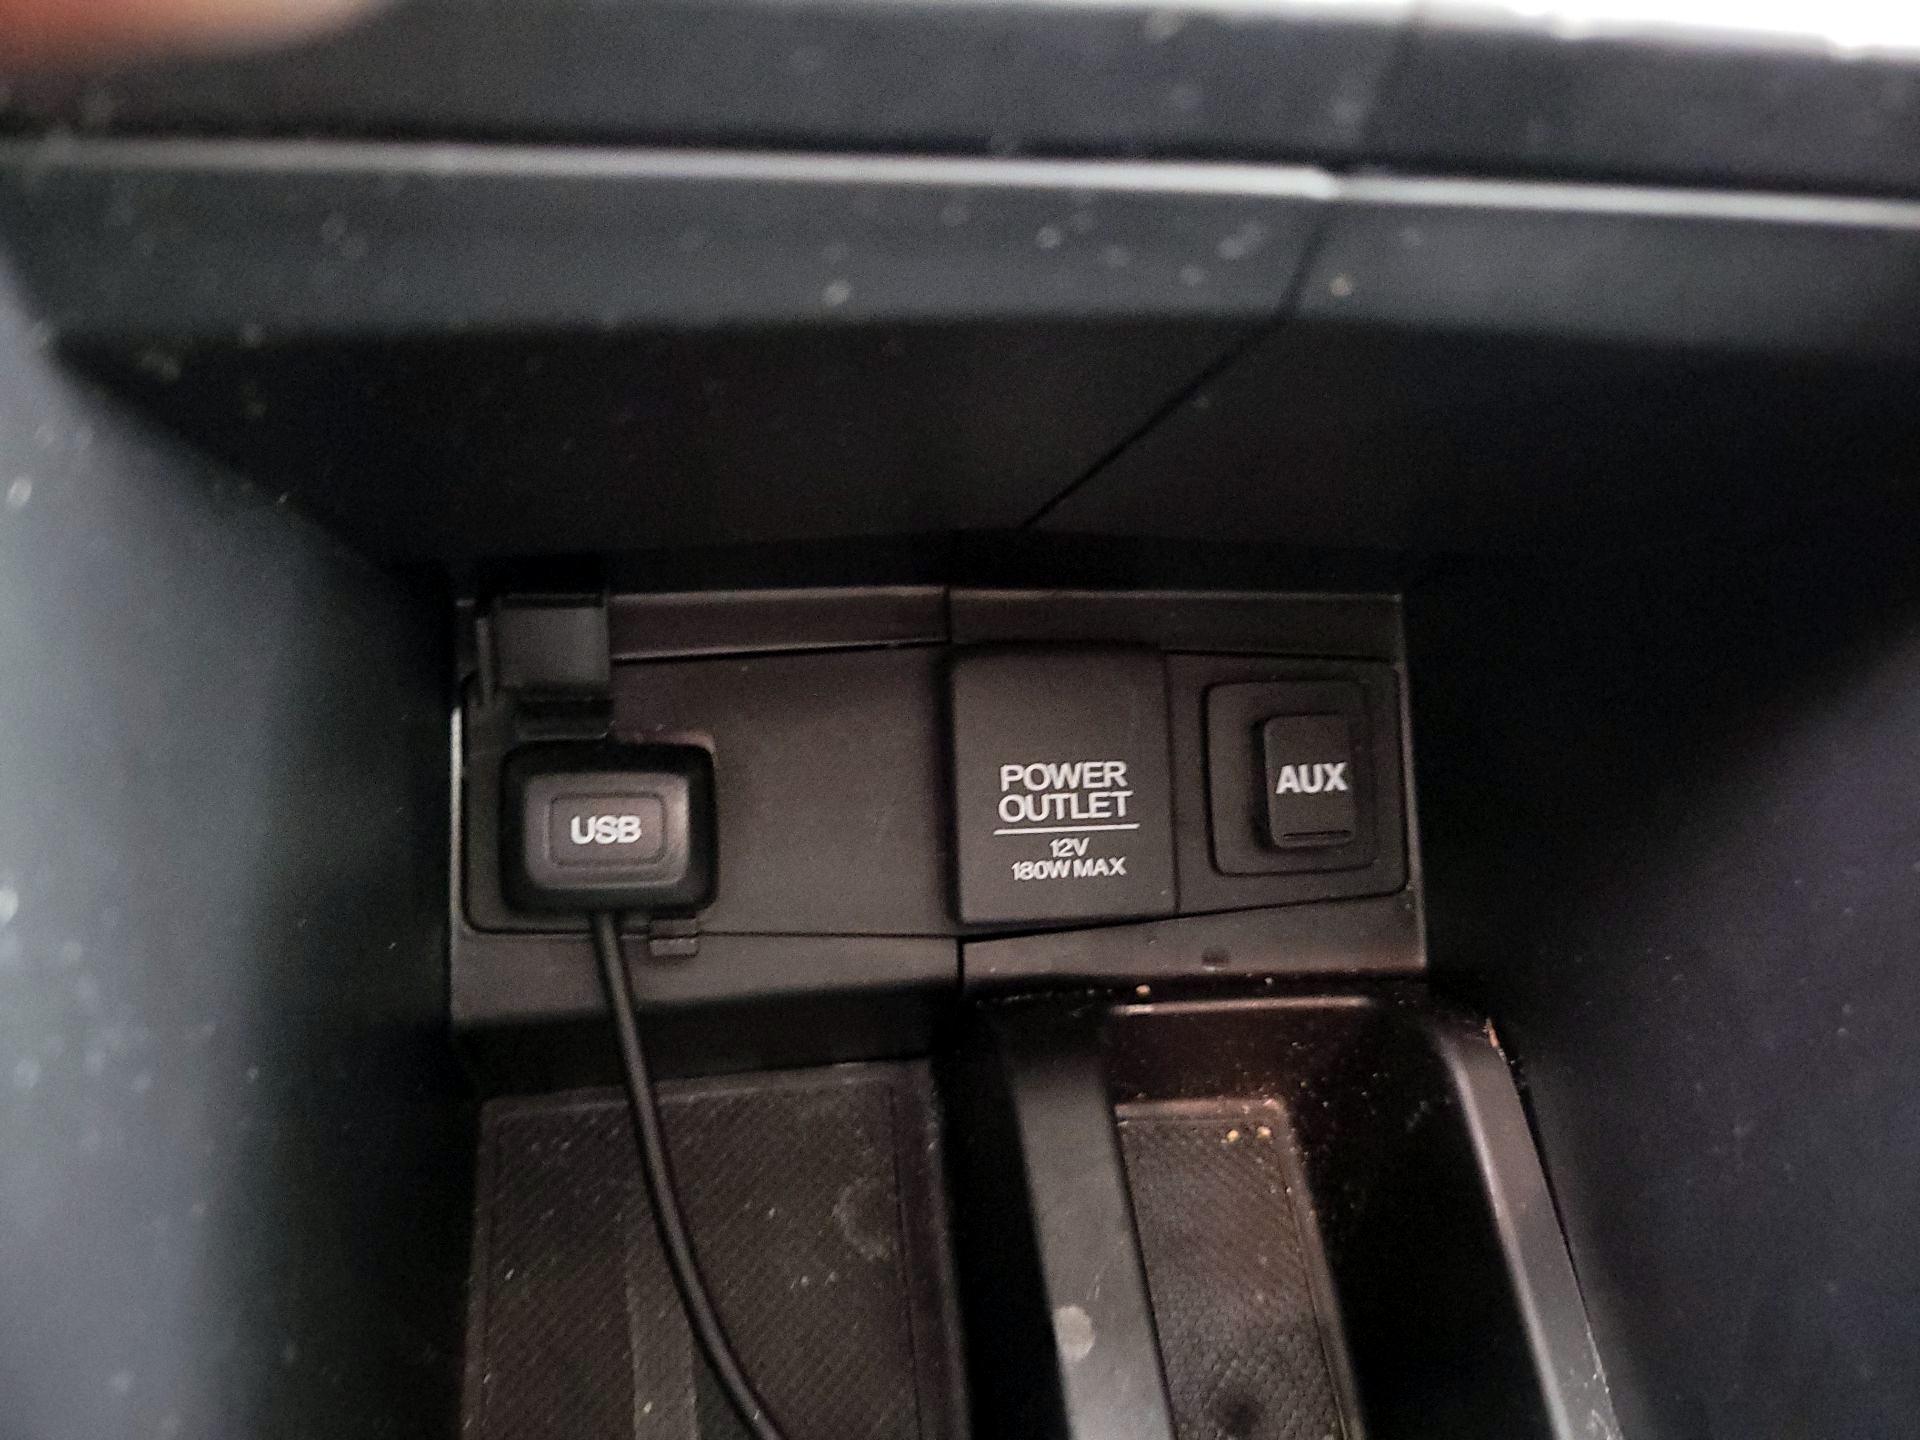 USB
POWER
OUTLET
12V
180W MAX
AUX